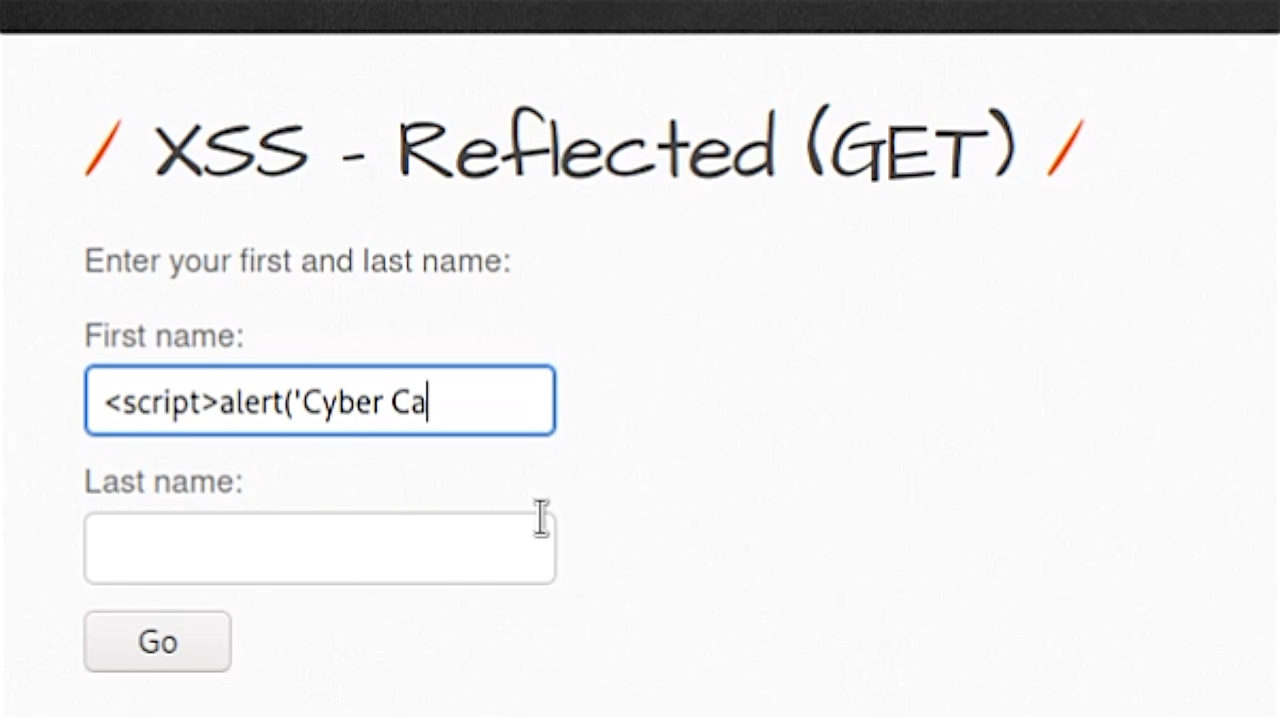 / XSS - Reflected (GET) /
Enter your first and last name:
First name:
<script>alert('Cyber Ca
Last name:
Go